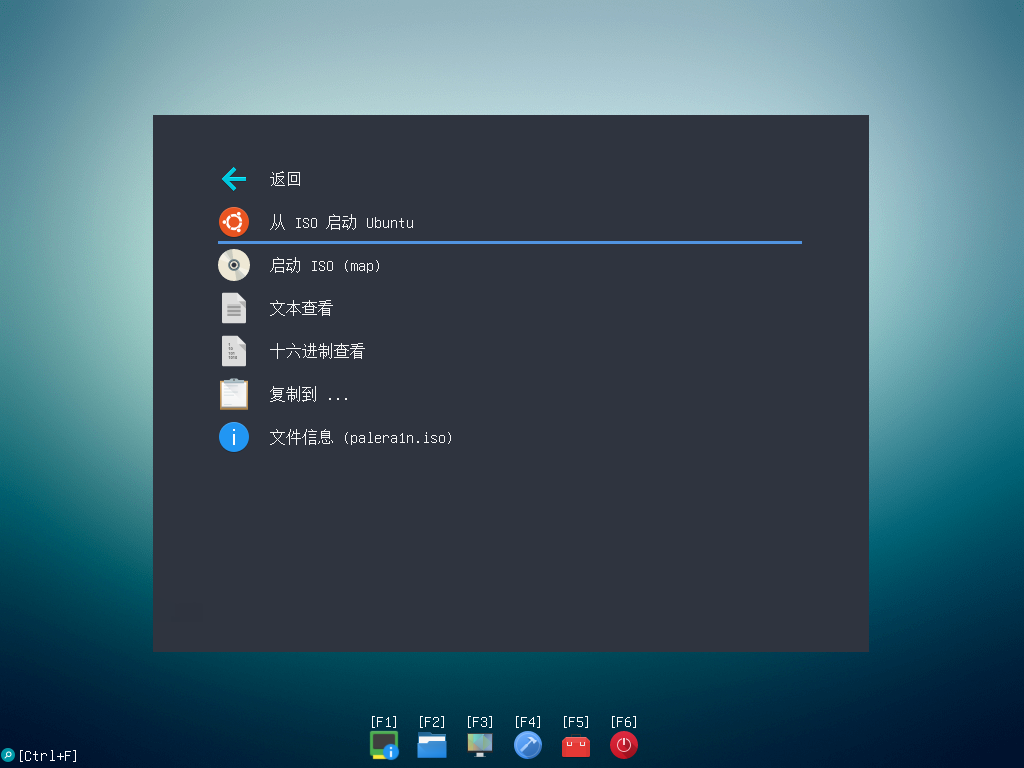 返回
从 ISO 启动 Ubuntu
启动 ISO (map)
文本查看
十六进制查看
复制到 ...
文件信息 (palera1n.iso)
[F1] [F2] [F3] [F4] [F5] [F6]
[Ctrl+F]